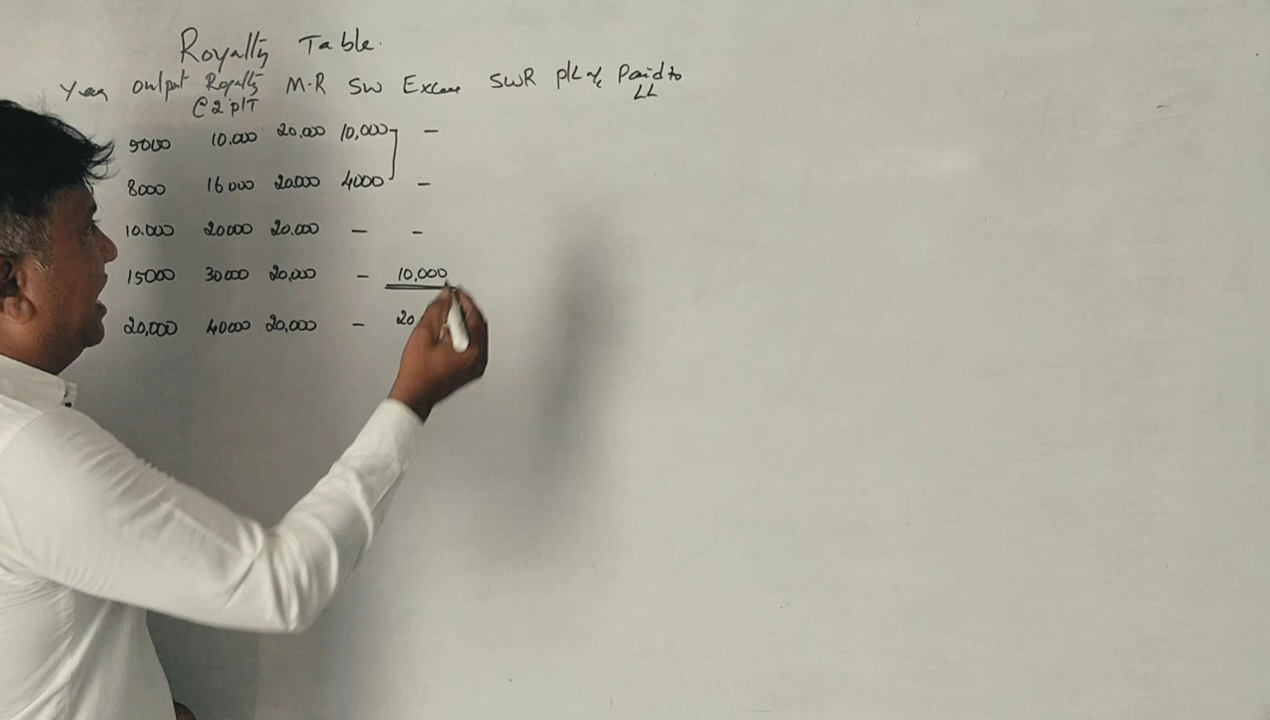 Royalty Table.
Year output Royalty M.R SW Excess SWR P/L a/c Paid to
@ 2 p/T LL
5000 10.000 20,000 10,000 —
8000 16000 20000 4000 —
10.000 20000 20.000 — —
15000 30000 20,000 — 10,000
20,000 40000 20,000 — 20